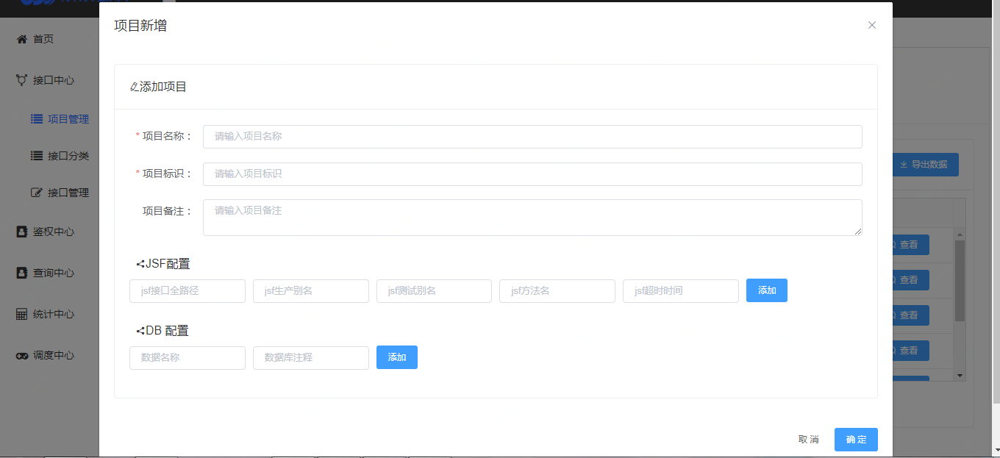 项目新增
首页
接口中心
项目管理
接口分类
接口管理
鉴权中心
查询中心
统计中心
调度中心
添加项目
* 项目名称： 请输入项目名称
* 项目标识： 请输入项目标识
项目备注： 请输入项目备注
JSF配置
jsf接口全路径 jsf生产别名 jsf测试别名 jsf方法名 jsf超时时间 添加
DB 配置
数据名称 数据库注释 添加
取 消 确 定
导出数据
查看
查看
查看
查看